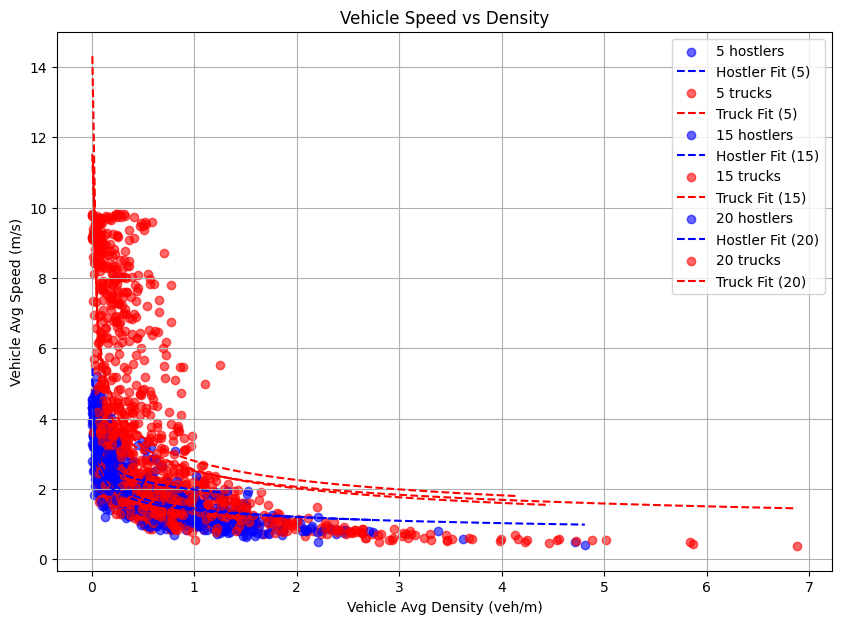 Vehicle Speed vs Density
5 hostlers
Hostler Fit (5)
5 trucks
Truck Fit (5)
15 hostlers
Hostler Fit (15)
15 trucks
Truck Fit (15)
20 hostlers
Hostler Fit (20)
20 trucks
Truck Fit (20)
Vehicle Avg Speed (m/s)
14
12
10
8
6
4
2
0
0 1 2 3 4 5 6 7
Vehicle Avg Density (veh/m)